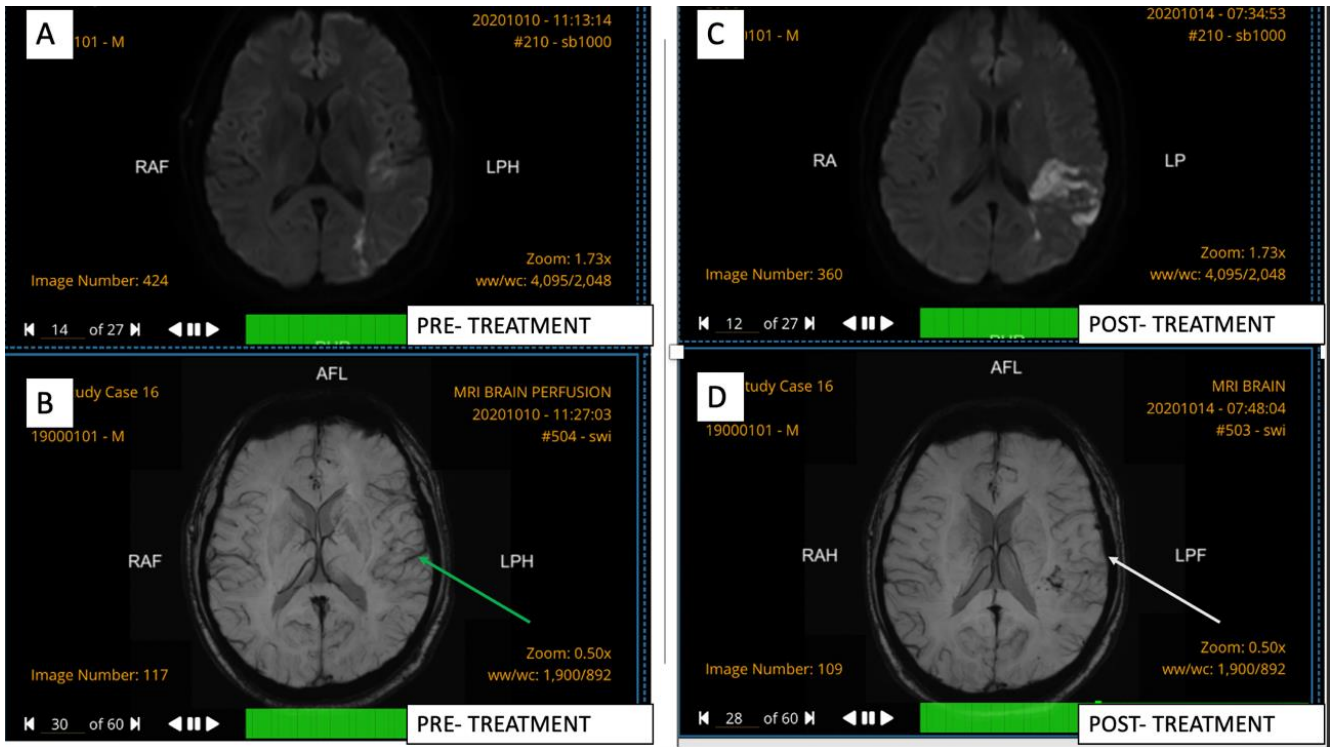 A
101 - M
20201010 - 11:13:14
#210 - sb1000
RAF
LPH
Image Number: 424
Zoom: 1.73x
ww/wc: 4,095/2,048
14 of 27
PRE- TREATMENT
B
AFL
tudy Case 16
19000101 - M
MRI BRAIN PERFUSION
20201010 - 11:27:03
#504 - swi
RAF
LPH
Image Number: 117
Zoom: 0.50x
ww/wc: 1,900/892
30 of 60
PRE- TREATMENT
C
0101 - M
20201014 - 07:34:53
#210 - sb1000
RA
LP
Image Number: 360
Zoom: 1.73x
ww/wc: 4,095/2,048
12 of 27
POST- TREATMENT
D
AFL
tudy Case 16
19000101 - M
MRI BRAIN
20201014 - 07:48:04
#503 - swi
RAH
LPF
Image Number: 109
Zoom: 0.50x
ww/wc: 1,900/892
28 of 60
POST- TREATMENT